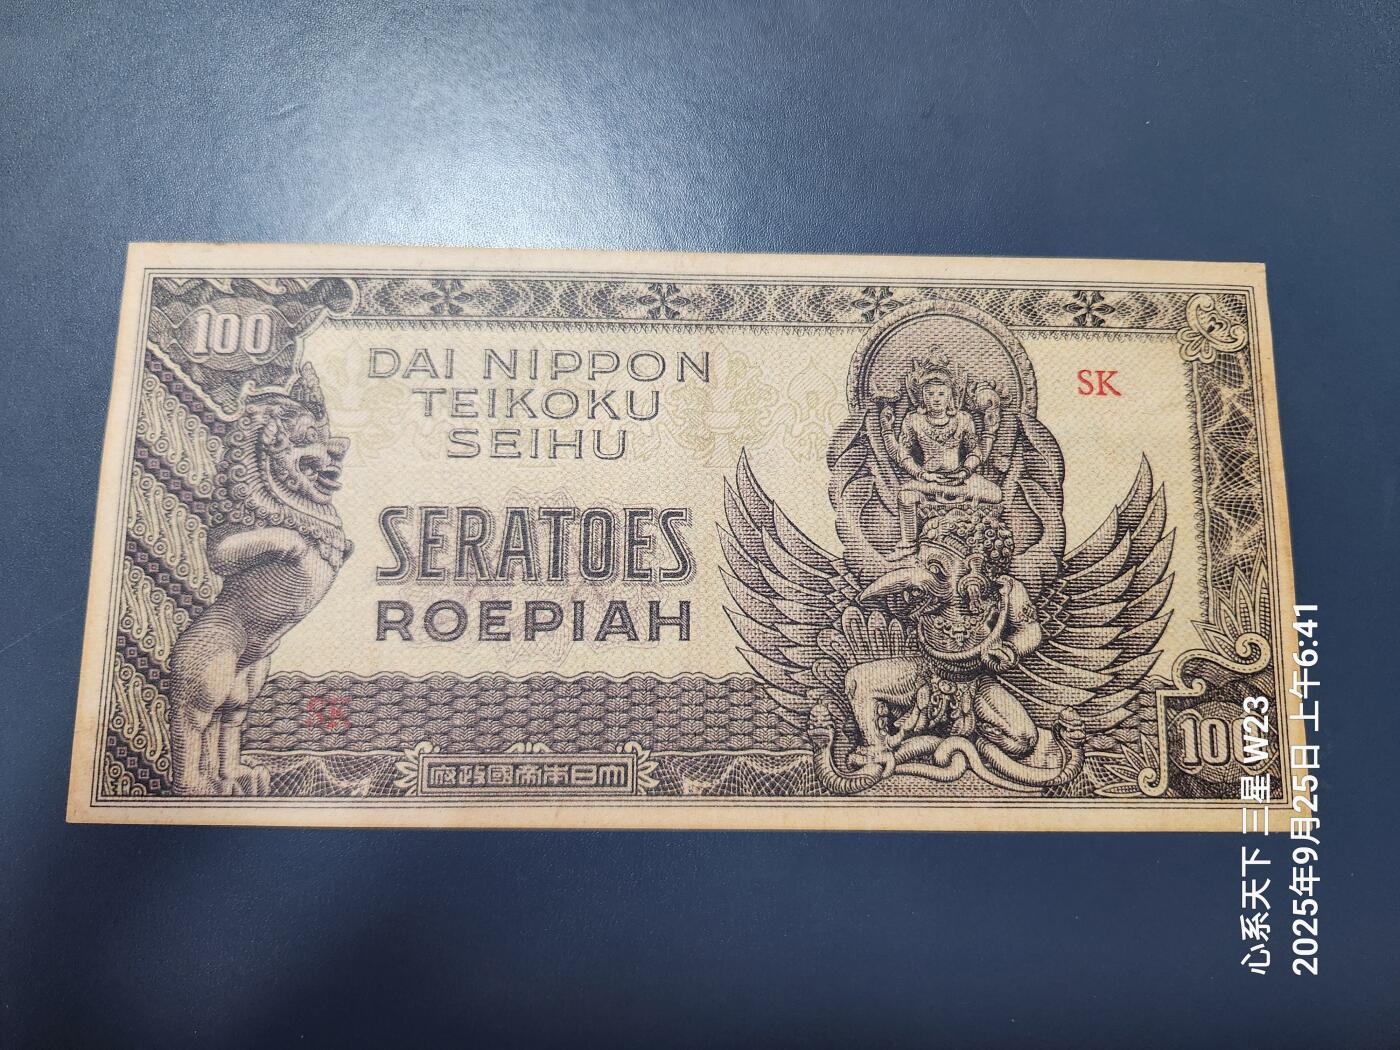 100
DAI NIPPON
TEIKOKU
SEIHU
SK
SERATOES
ROEPIAH
SK
府政國帝本日大
10
心系天下 三星 W23
2025年9月25日 上午6:41